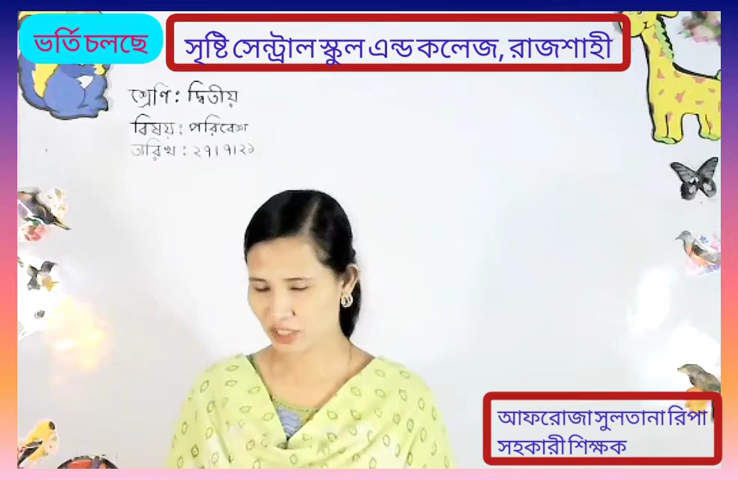 ভর্তি চলছে
সৃষ্টি সেন্ট্রাল স্কুল এন্ড কলেজ, রাজশাহী
শ্রেণি : দ্বিতীয়
বিষয় : পরিবেশ
তারিখ : ২৭।৭।২১
আফরোজা সুলতানা রিপা
সহকারী শিক্ষক